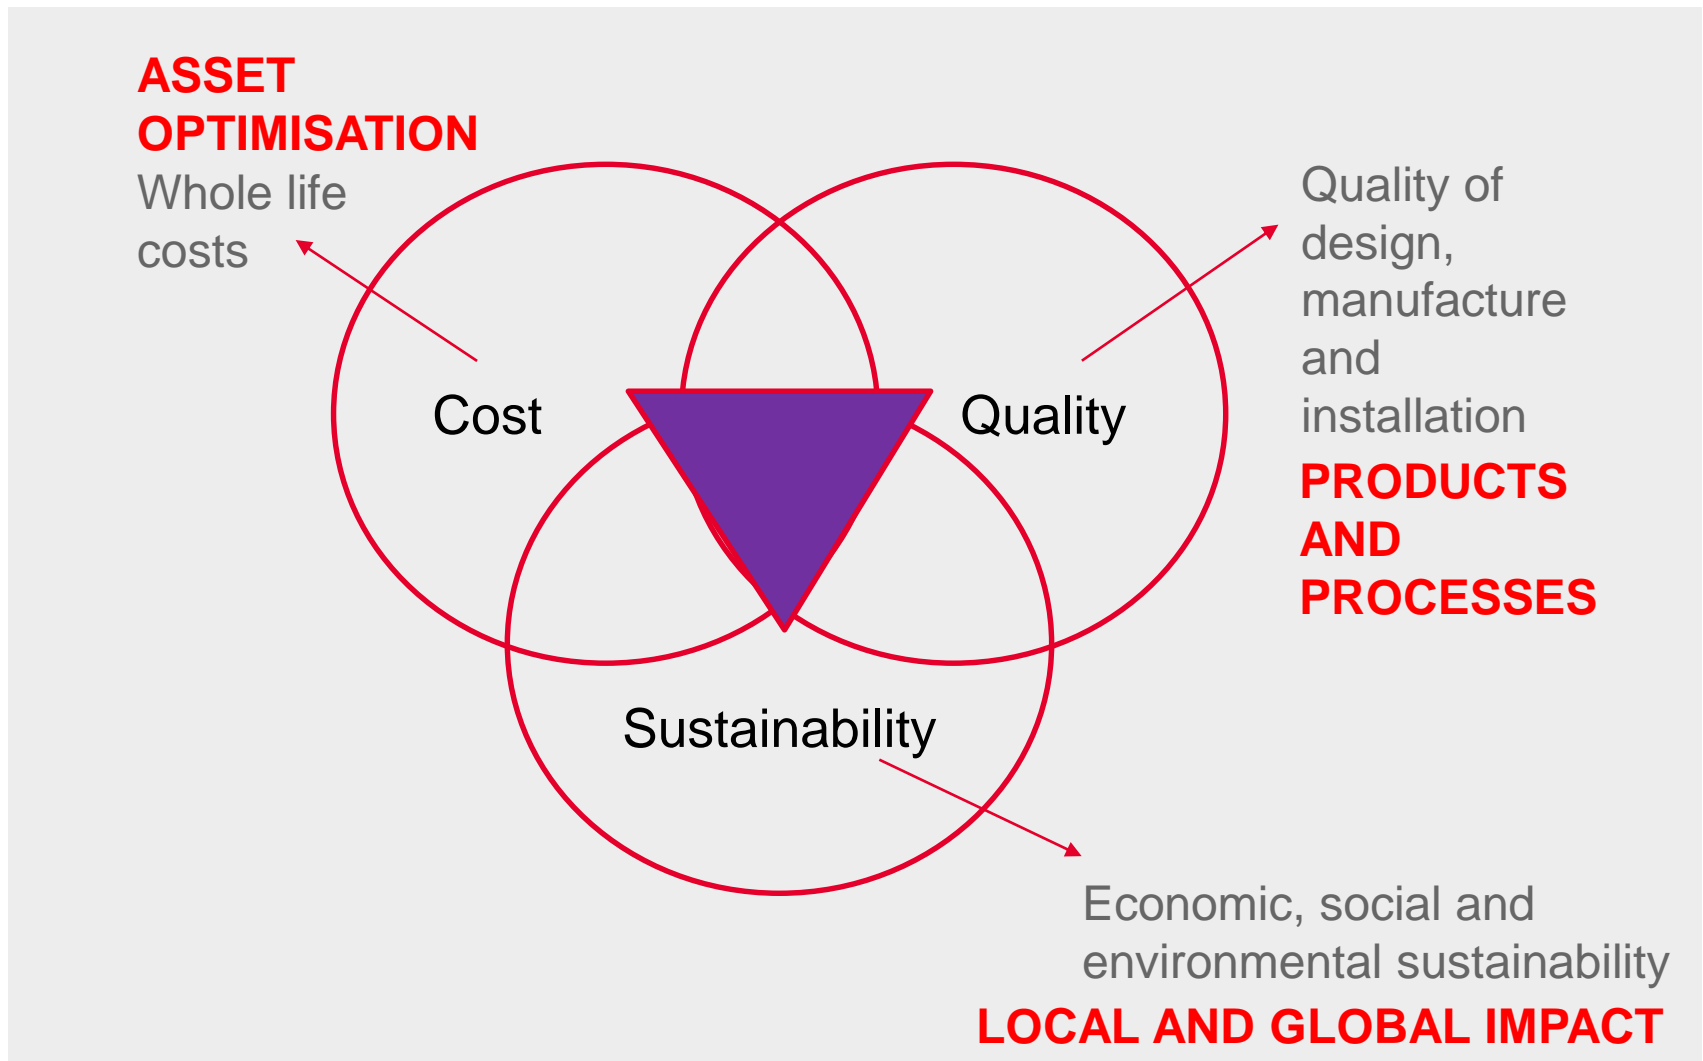 ASSET
OPTIMISATION
Whole life
costs
Quality of
design,
manufacture
and
installation
PRODUCTS
AND
PROCESSES
Cost
Quality
Sustainability
Economic, social and
environmental sustainability
LOCAL AND GLOBAL IMPACT